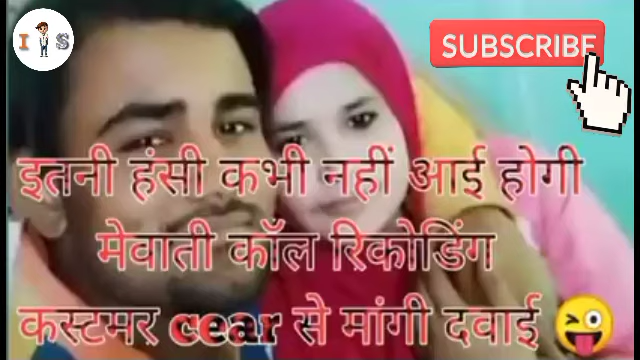 I S
SUBSCRIBE
इतनी हंसी कभी नहीं आई होगी
मेवाती कॉल रिकोडिंग
कस्टमर cear से मांगी दवाई